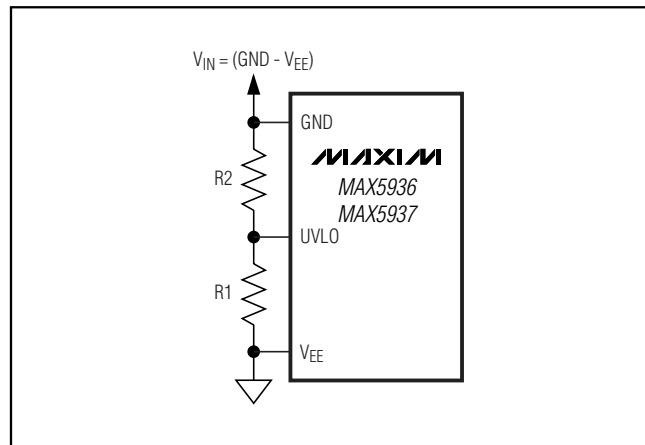 V_IN = (GND - V_EE)
GND
MAXIM
R2
MAX5936
MAX5937
UVLO
R1
V_EE